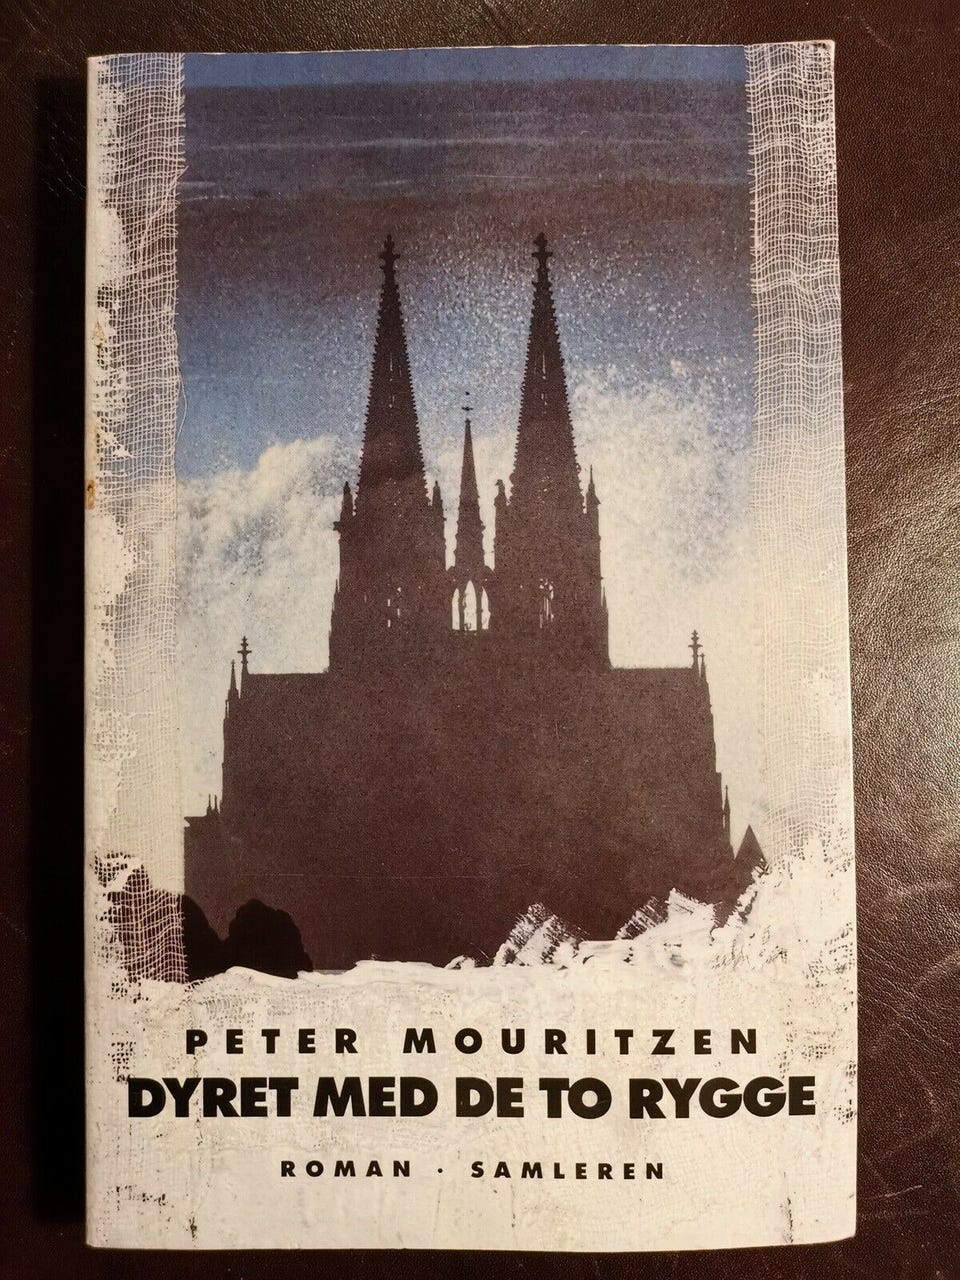 PETER MOURITZEN
DYRET MED DE TO RYGGE
ROMAN · SAMLEREN